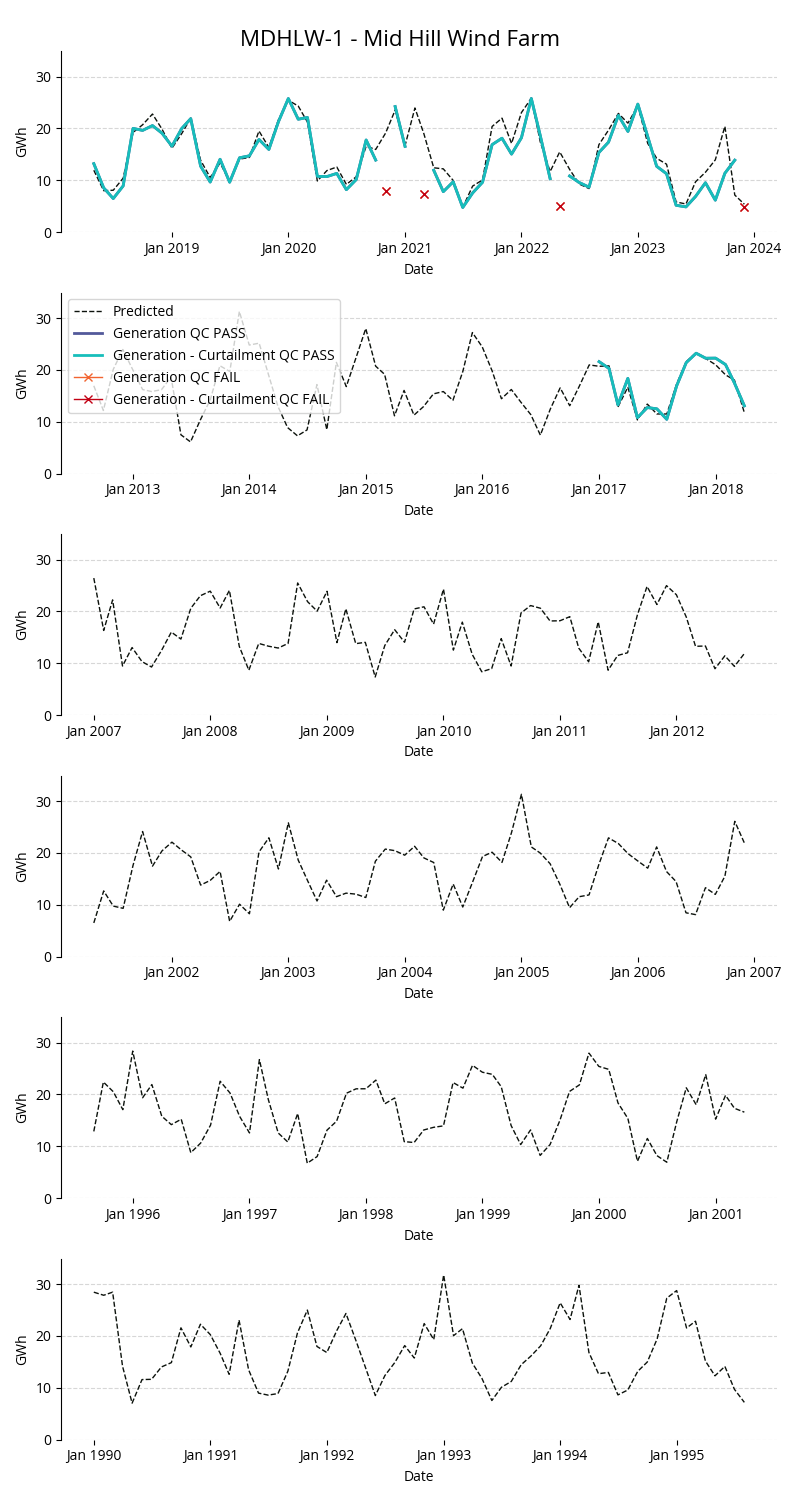 MDHLW-1 - Mid Hill Wind Farm
30
20
10
0
GWh
Jan 2019 Jan 2020 Jan 2021 Jan 2022 Jan 2023 Jan 2024
Date
30
20
10
0
GWh
Predicted
Generation QC PASS
Generation - Curtailment QC PASS
Generation QC FAIL
Generation - Curtailment QC FAIL
Jan 2013 Jan 2014 Jan 2015 Jan 2016 Jan 2017 Jan 2018
Date
30
20
10
0
GWh
Jan 2007 Jan 2008 Jan 2009 Jan 2010 Jan 2011 Jan 2012
Date
30
20
10
0
GWh
Jan 2002 Jan 2003 Jan 2004 Jan 2005 Jan 2006 Jan 2007
Date
30
20
10
0
GWh
Jan 1996 Jan 1997 Jan 1998 Jan 1999 Jan 2000 Jan 2001
Date
30
20
10
0
GWh
Jan 1990 Jan 1991 Jan 1992 Jan 1993 Jan 1994 Jan 1995
Date